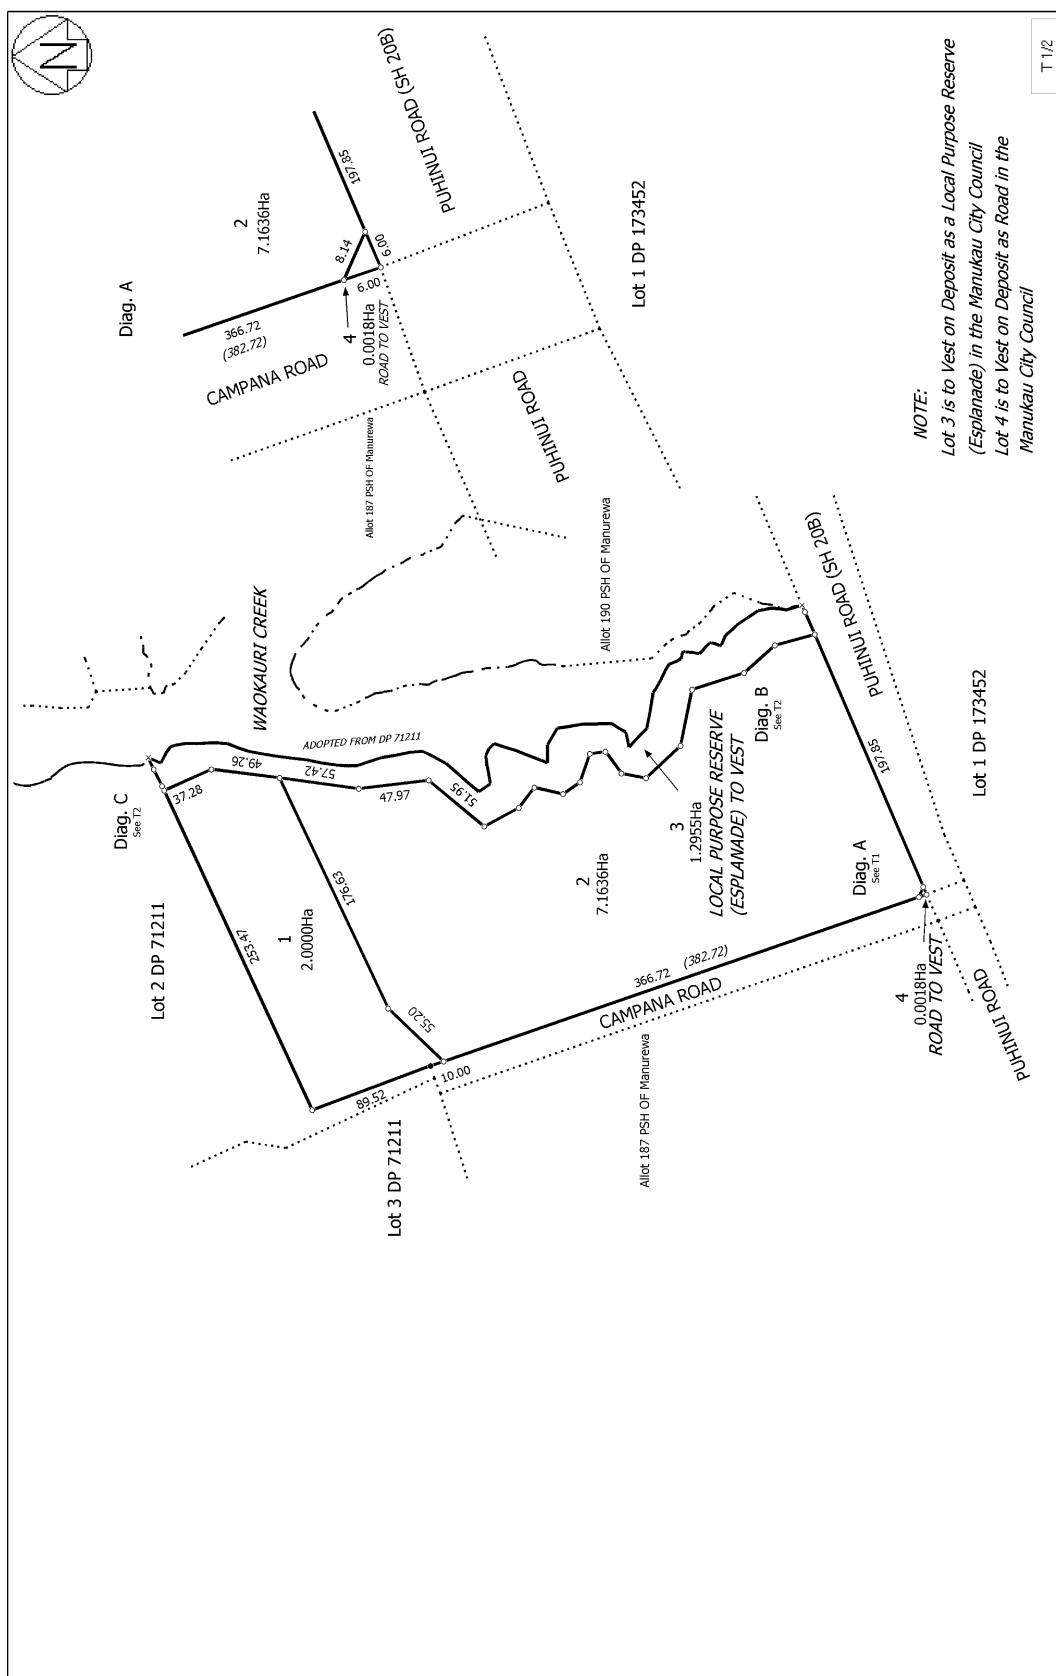 N
Diag. A
2
7.1636Ha
197.85
8.14
6.00
6.00
366.72
(382.72)
4
0.0018Ha
ROAD TO VEST
CAMPANA ROAD
PUHINUI ROAD (SH 20B)
Allot 187 PSH OF Manurewa
PUHINUI ROAD
Lot 1 DP 173452
NOTE:
Lot 3 is to Vest on Deposit as a Local Purpose Reserve
(Esplanade) in the Manukau City Council
Lot 4 is to Vest on Deposit as Road in the
Manukau City Council
T 1/2
WAOKAURI CREEK
ADOPTED FROM DP 71211
Allot 190 PSH OF Manurewa
Diag. C
See T2
37.28
49.26
57.42
47.97
51.95
Lot 2 DP 71211
253.47
1
2.0000Ha
176.63
55.20
89.52
10.00
Lot 3 DP 71211
2
7.1636Ha
3
1.2955Ha
LOCAL PURPOSE RESERVE
(ESPLANADE) TO VEST
Diag. B
See T2
Diag. A
See T1
197.85
PUHINUI ROAD (SH 20B)
Lot 1 DP 173452
366.72
(382.72)
CAMPANA ROAD
Allot 187 PSH OF Manurewa
4
0.0018Ha
ROAD TO VEST
PUHINUI ROAD